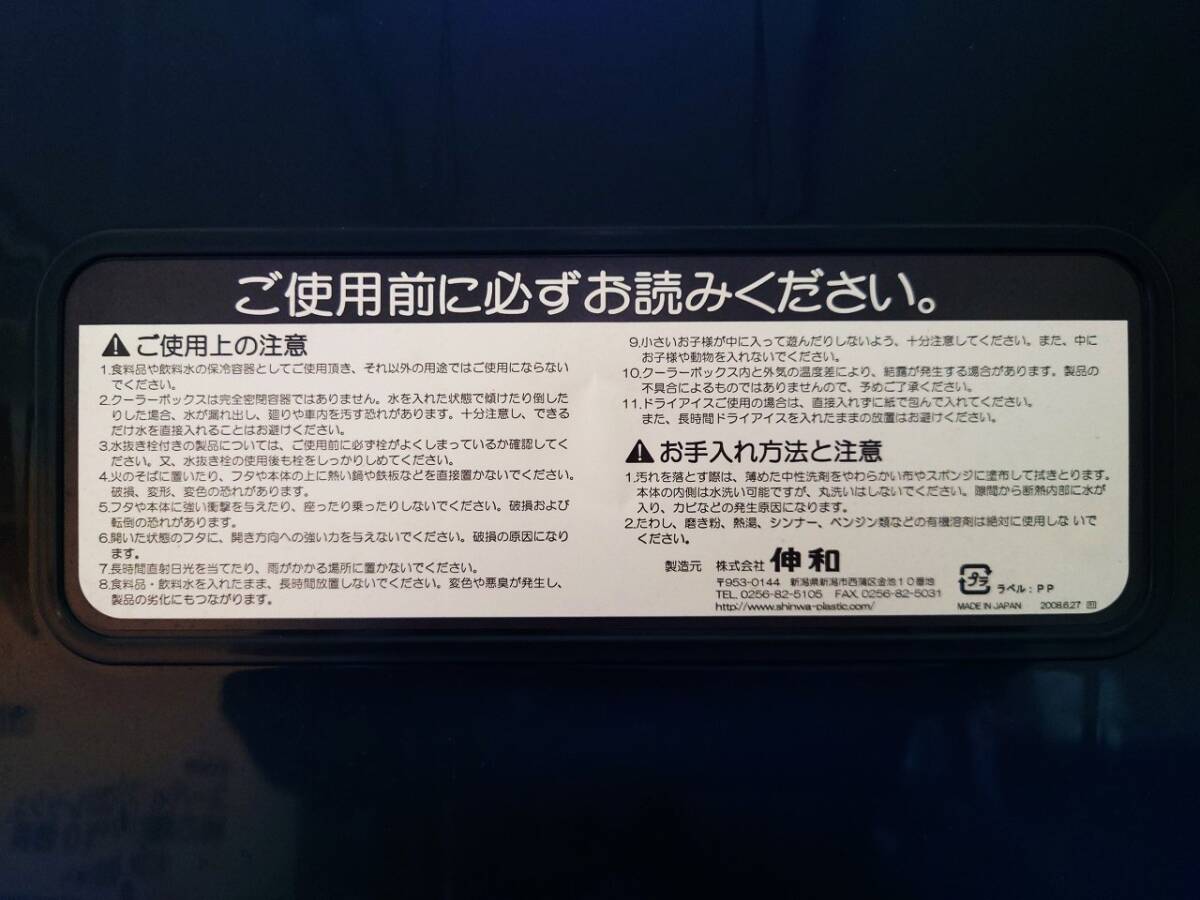 ご使用前に必ずお読みください。
ご使用上の注意
1.食料品や飲料水の保冷容器としてご使用頂き、それ以外の用途ではご使用にならない
でください。
2.クーラーボックスは完全密閉容器ではありません。水を入れた状態で傾けたり倒した
りした場合、水が漏れ出し、廻りや車内を汚す恐れがあります。十分注意し、できる
だけ水を直接入れることはお避けください。
3.水抜き栓付きの製品については、ご使用前に必ず栓がよくしまっているか確認してく
ださい。又、水抜き栓の使用後も栓をしっかりしめてください。
4.火のそばに置いたり、フタや本体の上に熱い鍋や鉄板などを直接置かないでください。
破損、変形、変色の恐れがあります。
5.フタや本体に強い衝撃を与えたり、座ったり乗ったりしないでください。破損および
転倒の恐れがあります。
6.開いた状態のフタに、開き方向への強い力を与えないでください。破損の原因になり
ます。
7.長時間直射日光を当てたり、雨がかかる場所に置かないでください。
8.食料品・飲料水を入れたまま、長時間放置しないでください。変色や悪臭が発生し、
製品の劣化にもつながります。
9.小さいお子様が中に入って遊んだりしないよう、十分注意してください。また、中に
お子様や動物を入れないでください。
10.クーラーボックス内と外気の温度差により、結露が発生する場合があります。製品の
不具合によるものではありませんので、予めご了承ください。
11.ドライアイスご使用の場合は、直接入れずに紙で包んで入れてください。
また、長時間ドライアイスを入れたままの放置はお避けください。
お手入れ方法と注意
1.汚れを落とす際は、薄めた中性洗剤をやわらかい布やスポンジに塗布して拭きとります。
本体の内側は水洗い可能ですが、丸洗いはしないでください。隙間から断熱内部に水が
入り、カビなどの発生原因になります。
2.たわし、磨き粉、熱湯、シンナー、ベンジン類などの有機溶剤は絶対に使用しな いで
ください。
製造元 株式会社 伸和
〒953-0144 新潟県新潟市西蒲区金池10番地
TEL. 0256-82-5105 FAX. 0256-82-5031
http://www.shinwa-plastic.com/
プラ
ラベル：PP
MADE IN JAPAN 2008.6.27